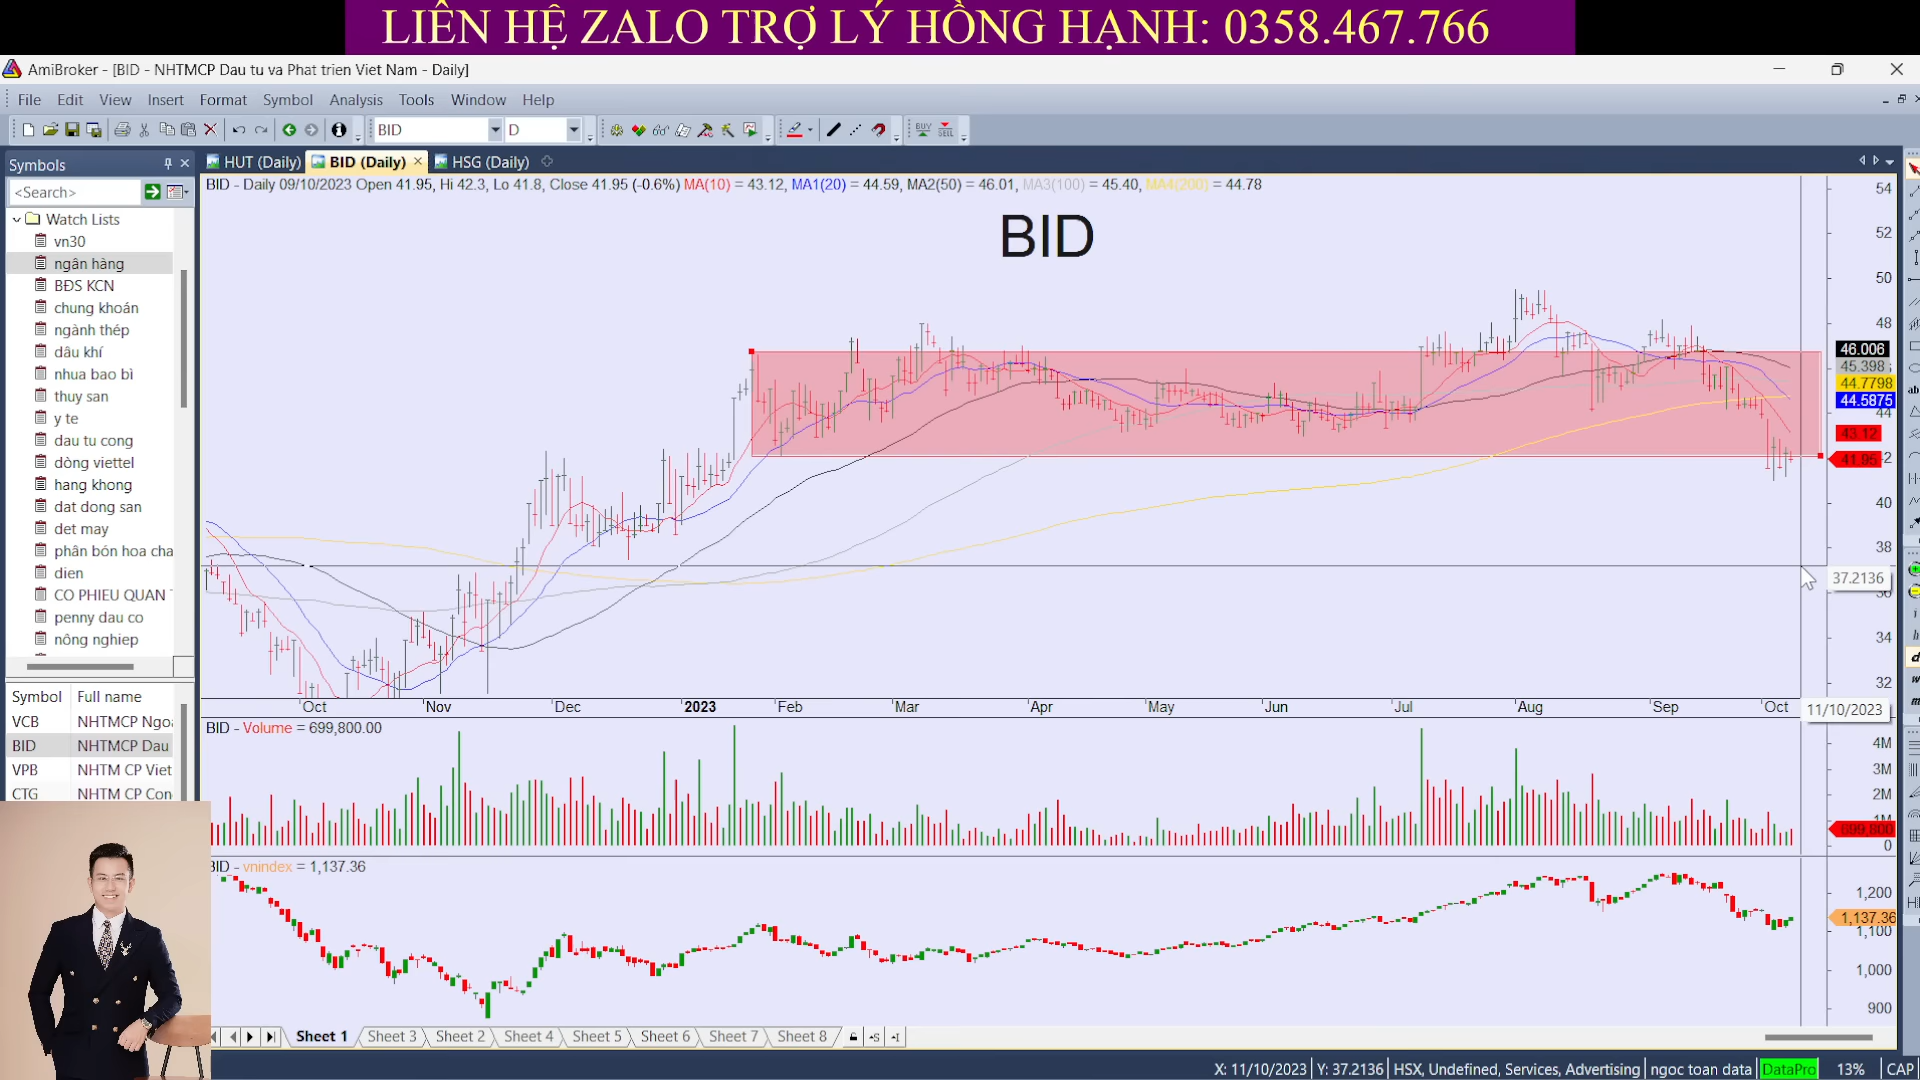 LIÊN HỆ ZALO TRỢ LÝ HỒNG HẠNH: 0358.467.766
AmiBroker - [BID - NHTMCP Dau tu va Phat trien Viet Nam - Daily]
File Edit View Insert Format Symbol Analysis Tools Window Help
BID D BUY SELL
Symbols
HUT (Daily) BID (Daily) HSG (Daily)
BID - Daily 09/10/2023 Open 41.95, Hi 42.3, Lo 41.8, Close 41.95 (-0.6%) MA(10) = 43.12, MA1(20) = 44.59, MA2(50) = 46.01, MA3(100) = 45.40, MA4(200) = 44.78
<Search>
Watch Lists
vn30
ngân hàng
BĐS KCN
chung khoán
ngành thép
dâu khí
nhua bao bì
thuy san
y te
dau tu cong
dòng viettel
hang khong
dat dong san
det may
phân bón hoa cha
dien
CO PHIEU QUAN
penny dau co
nông nghiep
BID
54
52
50
48
46.006
45.398
44.7798
44.5875
44
43.12
41.95
40
38
37.2136
34
32
Oct Nov Dec 2023 Feb Mar Apr May Jun Jul Aug Sep Oct 11/10/2023
Symbol Full name
VCB NHTMCP Ngoa
BID NHTMCP Dau
VPB NHTM CP Viet
CTG NHTM CP Con
BID - Volume = 699,800.00
4M
3M
2M
1M
699,800
0
BID - vnindex = 1,137.36
1,200
1,137.36
1,100
1,000
900
Sheet 1 Sheet 3 Sheet 2 Sheet 4 Sheet 5 Sheet 6 Sheet 7 Sheet 8
X: 11/10/2023 Y: 37.2136 HSX, Undefined, Services, Advertising ngoc toan data DataPro 13% CAP